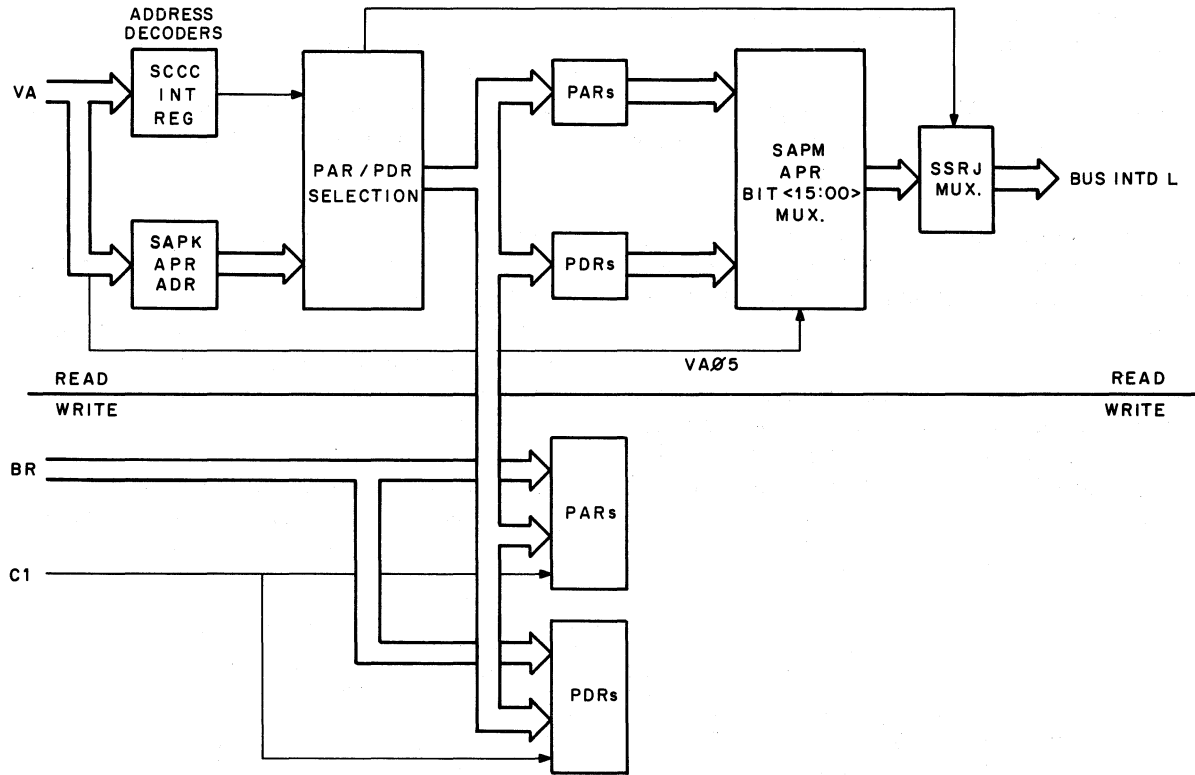 ADDRESS
DECODERS
VA
SCCC
INT
REG
SAPK
APR
ADR
PAR / PDR
SELECTION
PARs
PDRs
SAPM
APR
BIT <15:00>
MUX.
SSRJ
MUX.
BUS INTD L
VAØ5
READ
READ
WRITE
WRITE
BR
PARs
C1
PDRs